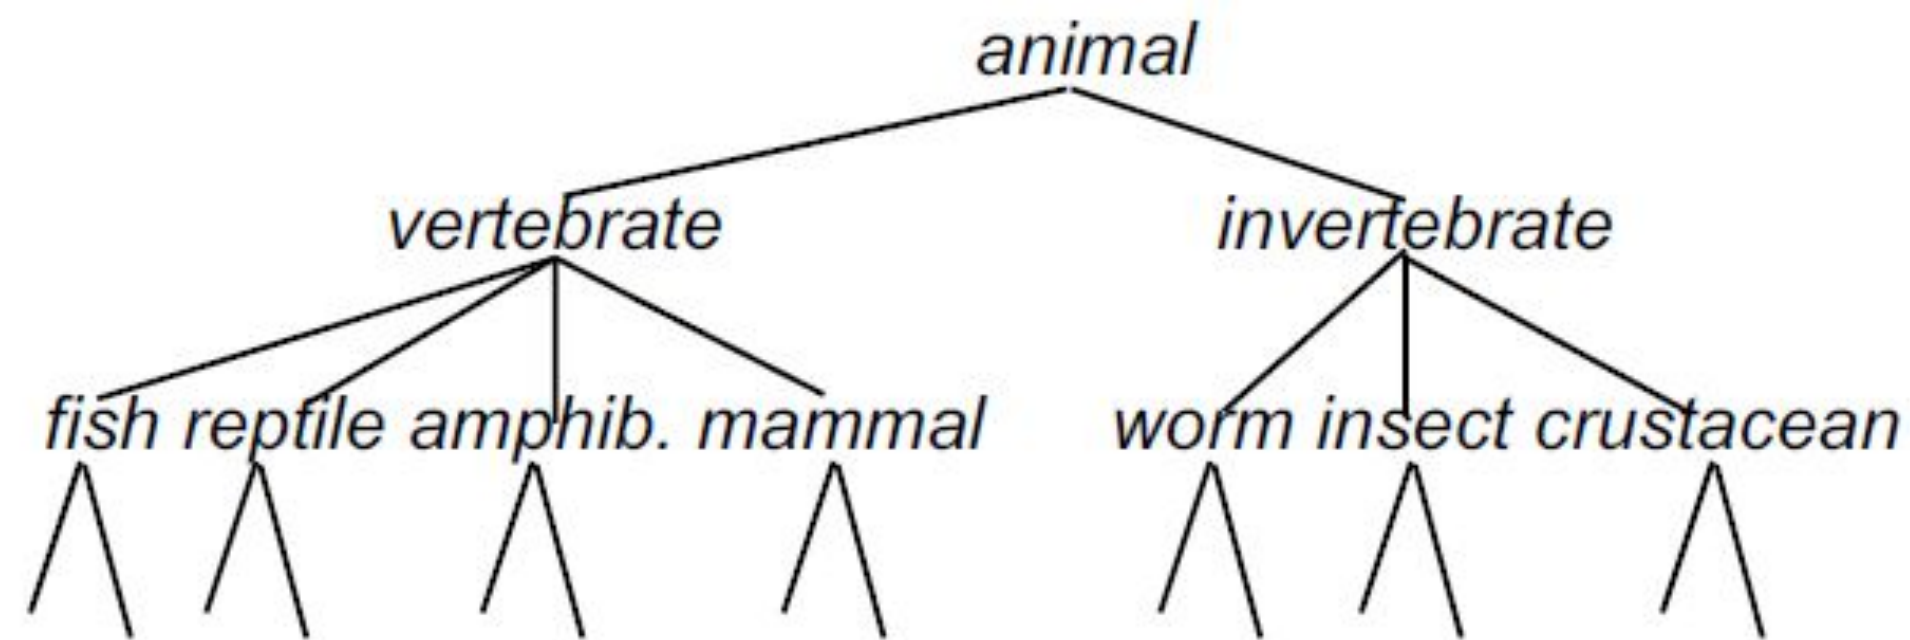 animal
vertebrate invertebrate
fish reptile amphib. mammal worm insect crustacean